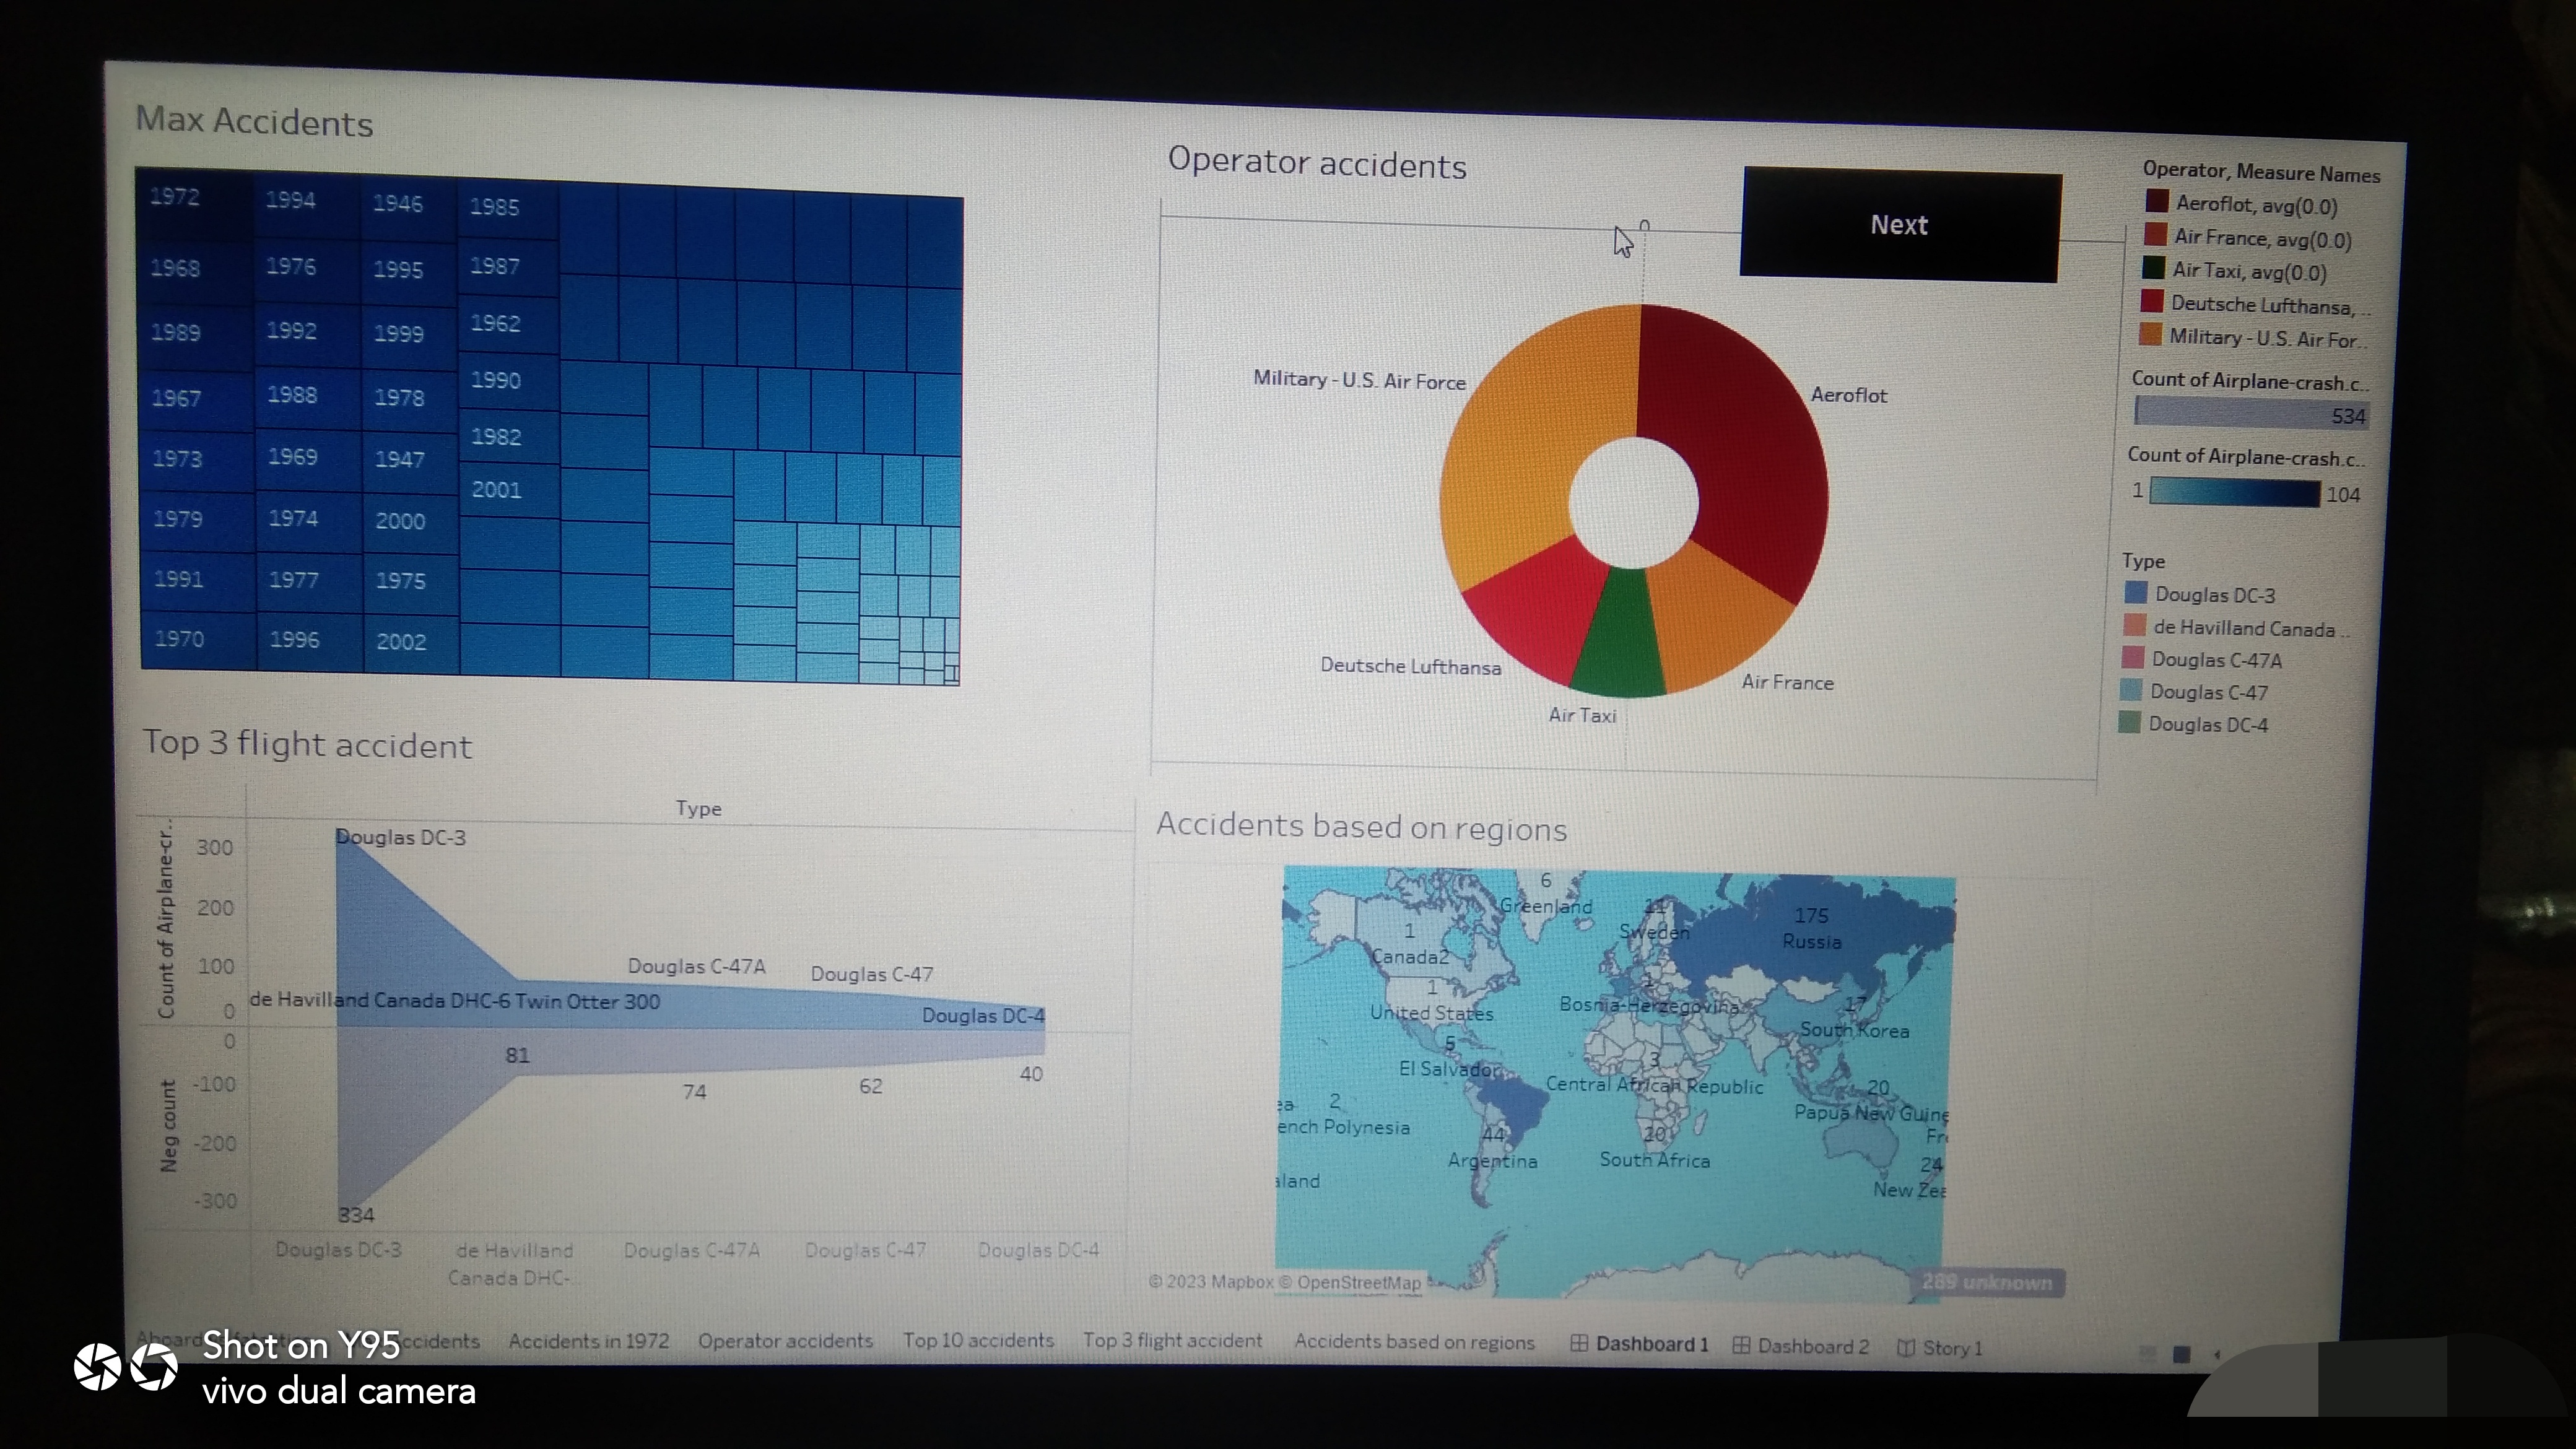 Max Accidents
1972
1994
1946
1985
1968
1976
1995
1987
1989
1992
1999
1962
1967
1988
1978
1990
1973
1969
1947
1982
1979
1974
2000
2001
1991
1977
1975
1970
1996
2002
Operator accidents
Next
Military - U.S. Air Force
Aeroflot
Deutsche Lufthansa
Air France
Air Taxi
Operator, Measure Names
Aeroflot, avg(0.0)
Air France, avg(0.0)
Air Taxi, avg(0.0)
Deutsche Lufthansa, ..
Military - U.S. Air For..
Count of Airplane-crash.c..
534
Count of Airplane-crash.c..
1 104
Type
Douglas DC-3
de Havilland Canada ..
Douglas C-47A
Douglas C-47
Douglas DC-4
Top 3 flight accident
Type
Count of Airplane-cr..
300
200
100
0
Neg count
0
-100
-200
-300
Douglas DC-3
de Havilland Canada DHC-6 Twin Otter 300
Douglas C-47A
Douglas C-47
Douglas DC-4
334
81
74
62
40
Douglas DC-3
de Havilland
Canada DHC-..
Douglas C-47A
Douglas C-47
Douglas DC-4
Accidents based on regions
6
Greenland
11
Sweden
175
Russia
1
Canada2
1
United States
1
Bosnia-Herzegovina
17
South Korea
5
El Salvador
3
Central African Republic
20
Papua New Guine
2
ench Polynesia
44
Argentina
20
South Africa
24
New Zea
aland
© 2023 Mapbox © OpenStreetMap
289 unknown
Accidents in 1972
Operator accidents
Top 10 accidents
Top 3 flight accident
Accidents based on regions
Dashboard 1
Dashboard 2
Story 1
Shot on Y95
vivo dual camera